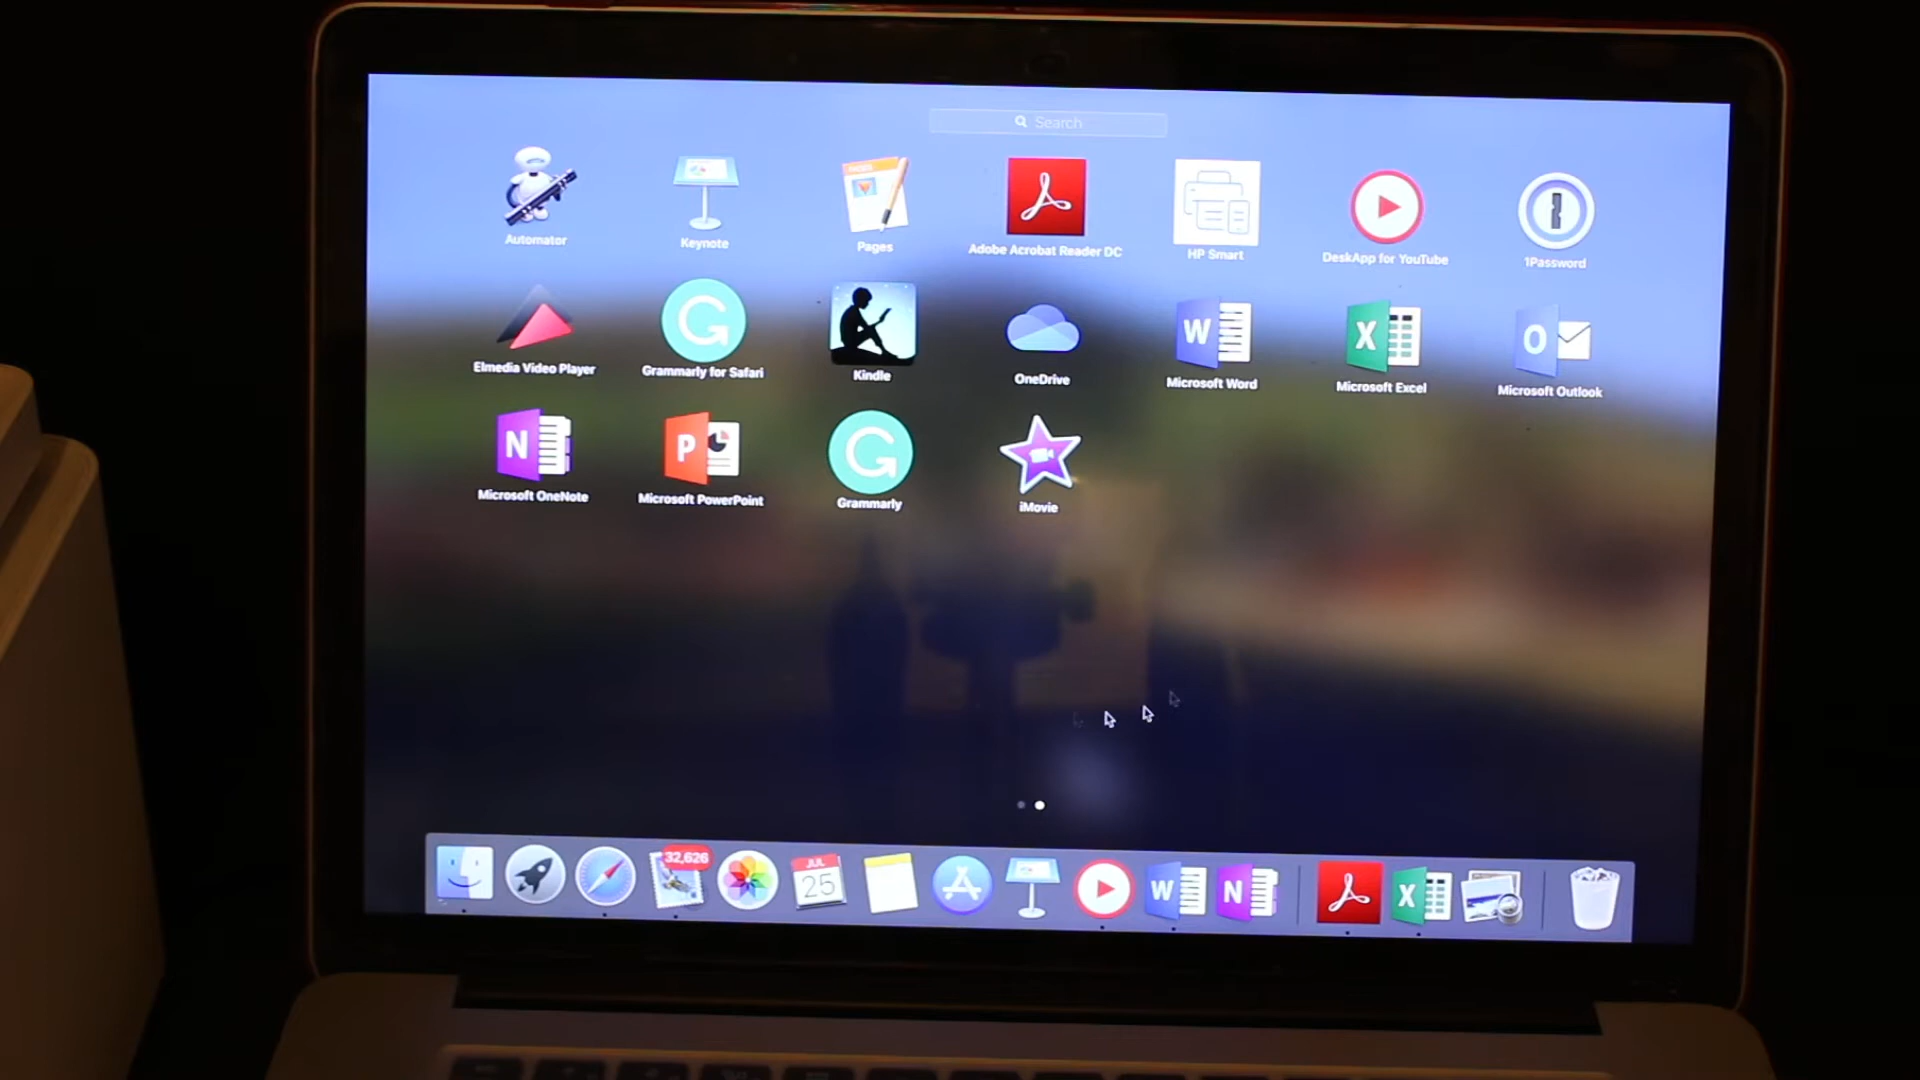 Search
Automator
Keynote
PAGES
Pages
Adobe Acrobat Reader DC
HP Smart
DeskApp for YouTube
1Password
Elmedia Video Player
G
Grammarly for Safari
Kindle
OneDrive
W
Microsoft Word
X
Microsoft Excel
O
Microsoft Outlook
N
Microsoft OneNote
P
Microsoft PowerPoint
G
Grammarly
iMovie
32,626
JUL
25
W
N
X